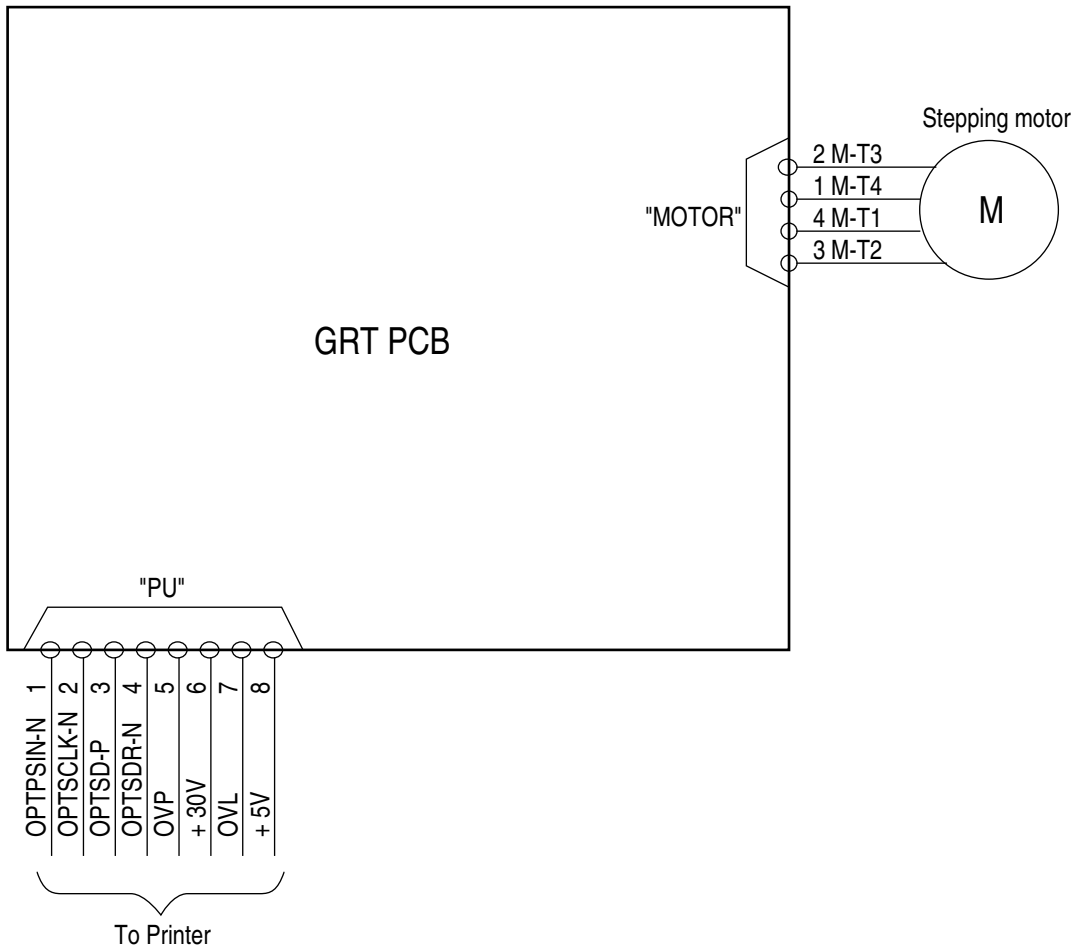 Stepping motor
2 M-T3
1 M-T4
4 M-T1
3 M-T2
M
"MOTOR"
GRT PCB
"PU"
OPTPSIN-N 1
OPTSCLK-N 2
OPTSD-P 3
OPTSDR-N 4
OVP 5
+ 30V 6
OVL 7
+ 5V 8
To Printer